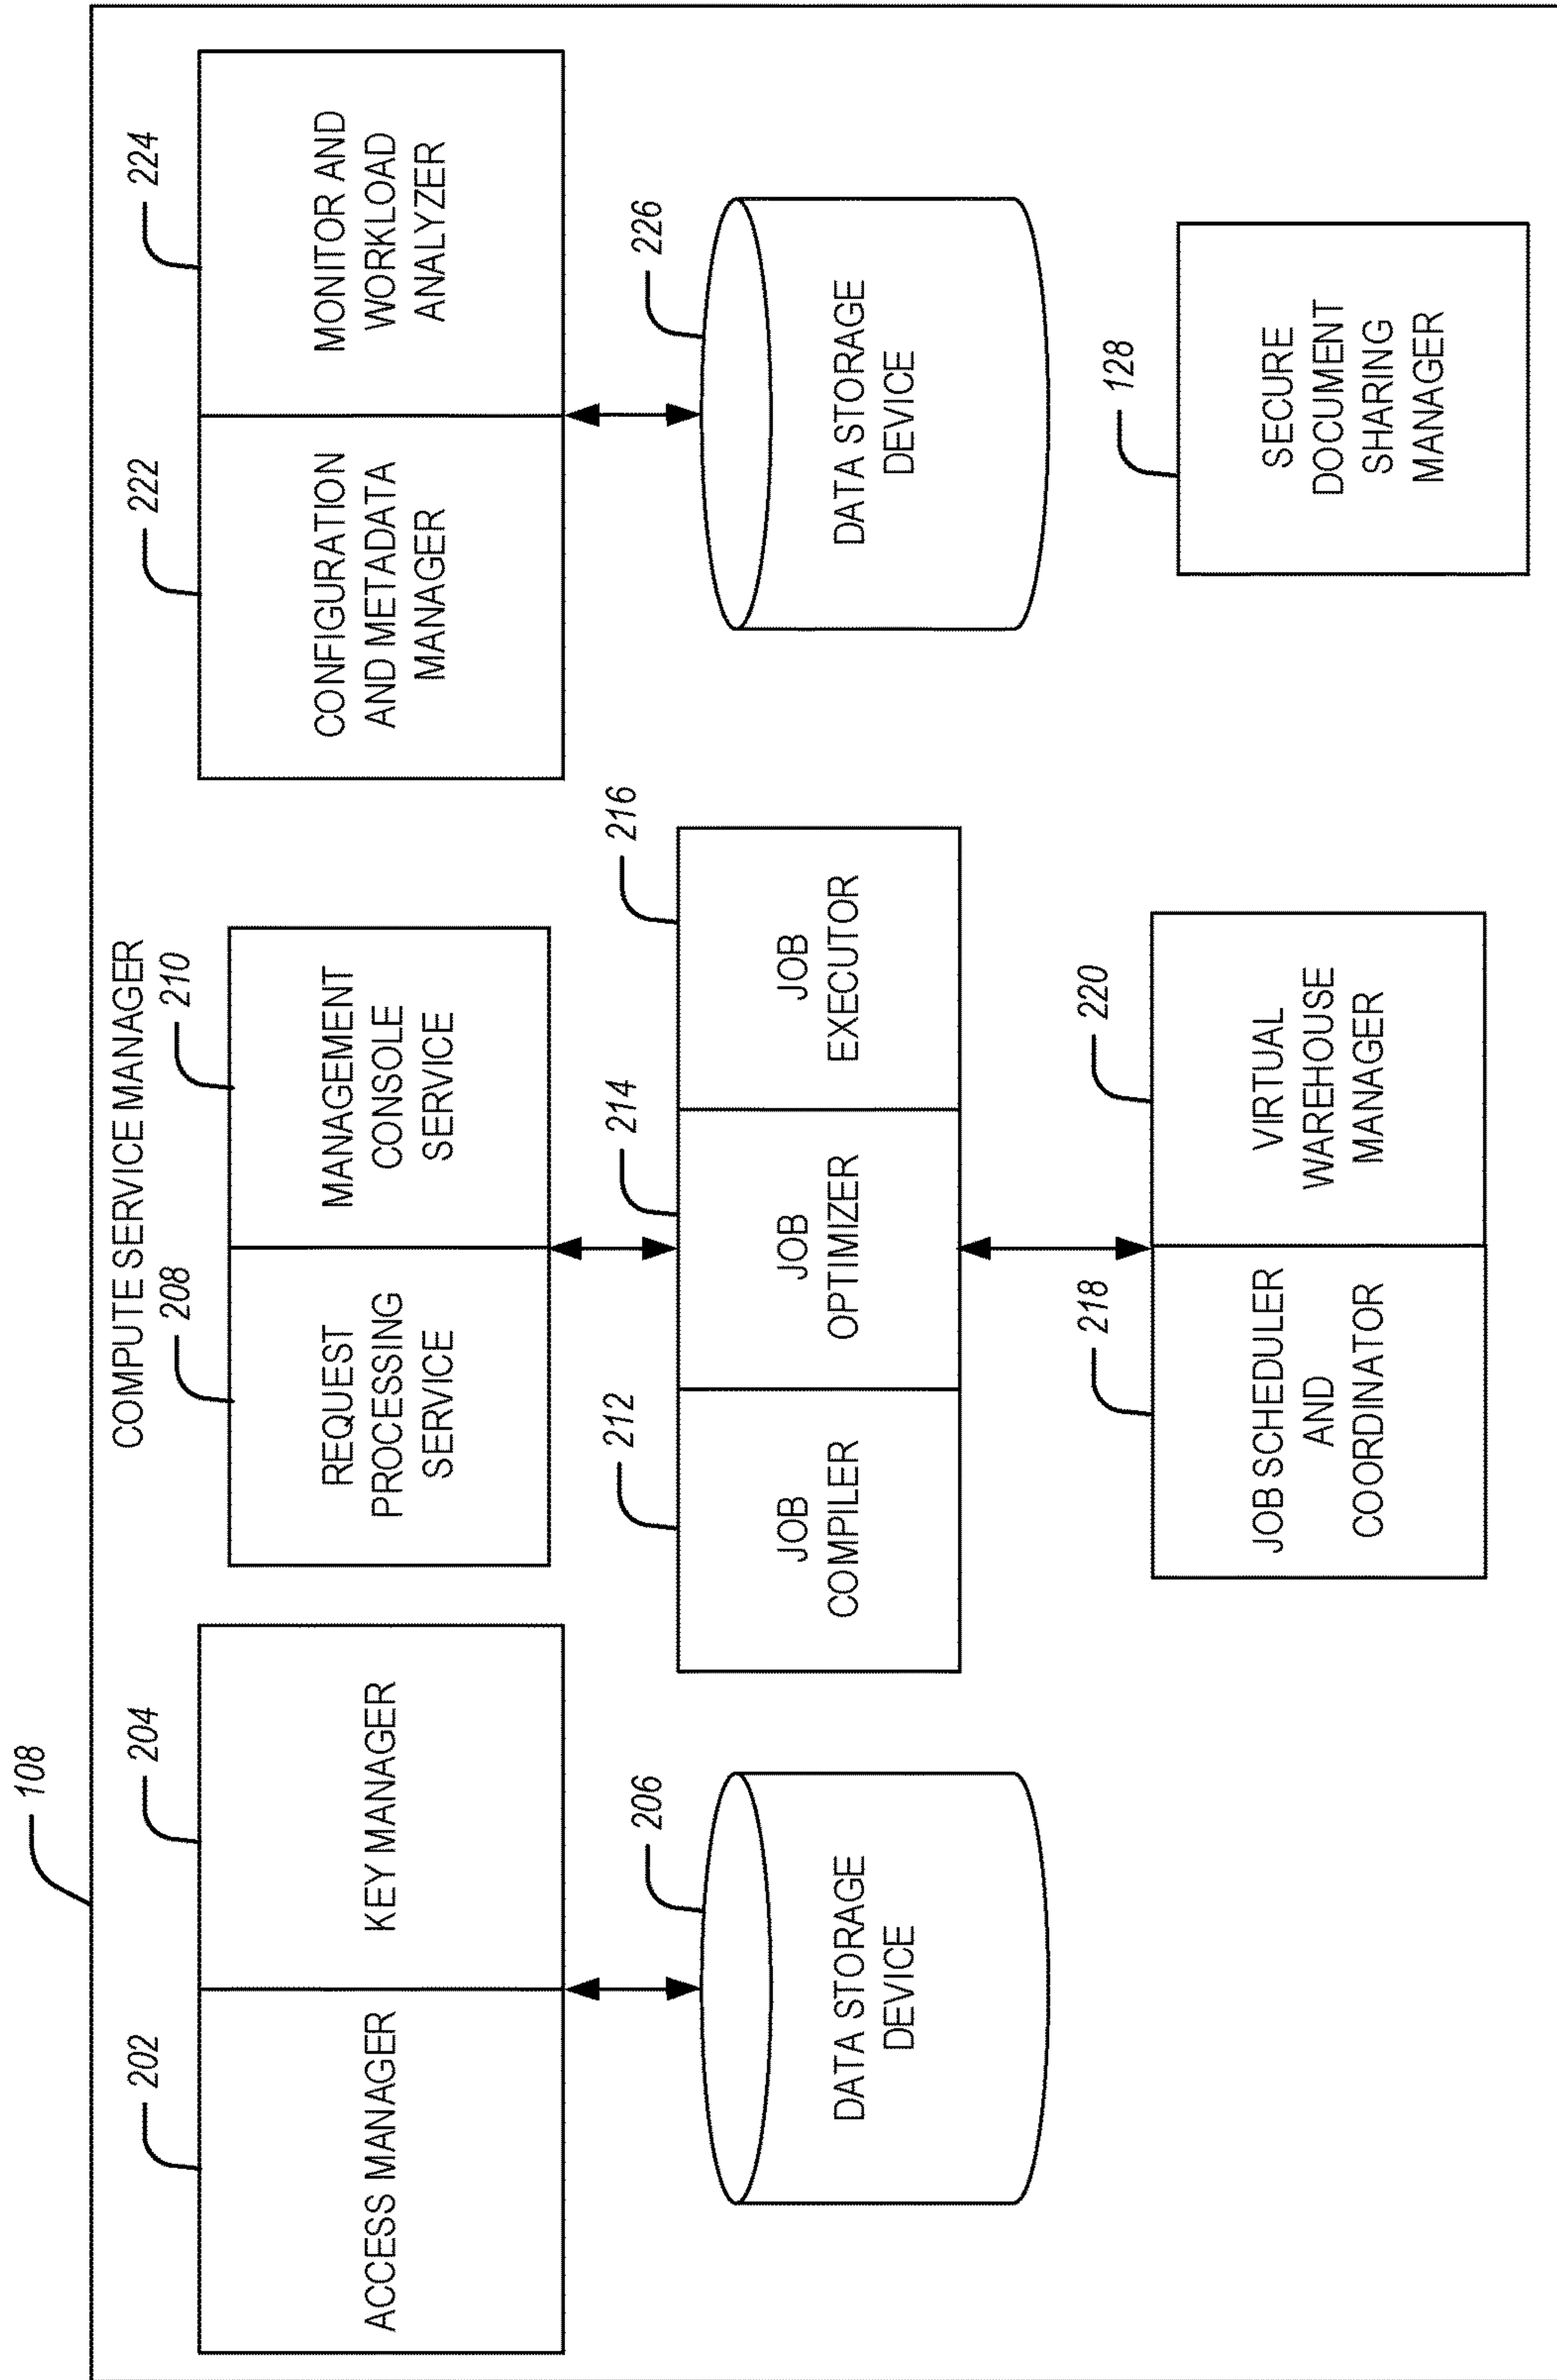 108
COMPUTE SERVICE MANAGER
202
ACCESS MANAGER
204
KEY MANAGER
206
DATA STORAGE
DEVICE
208
REQUEST
PROCESSING
SERVICE
210
MANAGEMENT
CONSOLE
SERVICE
212
JOB
COMPILER
214
JOB
OPTIMIZER
216
JOB
EXECUTOR
218
JOB SCHEDULER
AND
COORDINATOR
220
VIRTUAL
WAREHOUSE
MANAGER
222
CONFIGURATION
AND METADATA
MANAGER
224
MONITOR AND
WORKLOAD
ANALYZER
226
DATA STORAGE
DEVICE
128
SECURE
DOCUMENT
SHARING
MANAGER